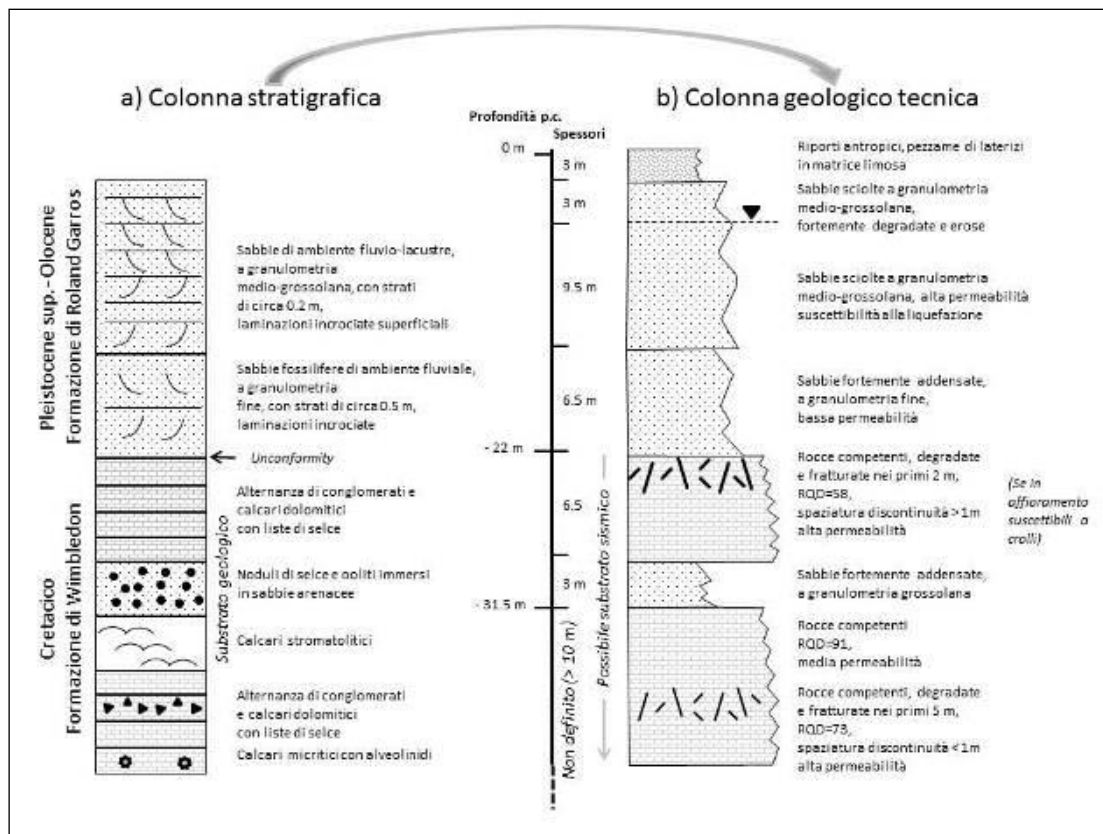 a) Colonna stratigrafica
b) Colonna geologico tecnica
Pleistocene sup. - Olocene
Formazione di Roland Garros
Cretacico
Formazione di Wimbledon
Sabbie di ambiente fluvio-lacustre,
a granulometria
medio-grossolana, con strati
di circa 0.2 m,
laminazioni incrociate superficiali
Sabbie fossilifere di ambiente fluviale,
a granulometria
fine, con strati di circa 0.5 m,
laminazioni incrociate
Unconformity
Alternanza di conglomerati e
calcari dolomitici
con liste di selce
Noduli di selce e ooliti immersi
in sabbie arenacee
Calcari stromatolitici
Alternanza di conglomerati
e calcari dolomitici
con liste di selce
Calcari micritici con alveolinidi
Substrato geologico
Profondità p.c.
Spessori
0 m
3 m
3 m
9.5 m
6.5 m
- 22 m
6.5
3 m
- 31.5 m
Non definito (> 10 m)
Possibile substrato sismico
Riporti antropici, pezzame di laterizi
in matrice limosa
Sabbie sciolte a granulometria
medio-grossolana,
fortemente degradate e erose
Sabbie sciolte a granulometria
medio-grossolana, alta permeabilità
suscettibilità alla liquefazione
Sabbie fortemente addensate,
a granulometria fine,
bassa permeabilità
Rocce competenti, degradate
e fratturate nei primi 2 m,
RQD=58,
spaziatura discontinuità >1m
alta permeabilità
(Se in
affioramento
suscettibili a
crolli)
Sabbie fortemente addensate,
a granulometria grossolana
Rocce competenti
RQD=91,
media permeabilità
Rocce competenti, degradate
e fratturate nei primi 5 m,
RQD=73,
spaziatura discontinuità <1m
alta permeabilità